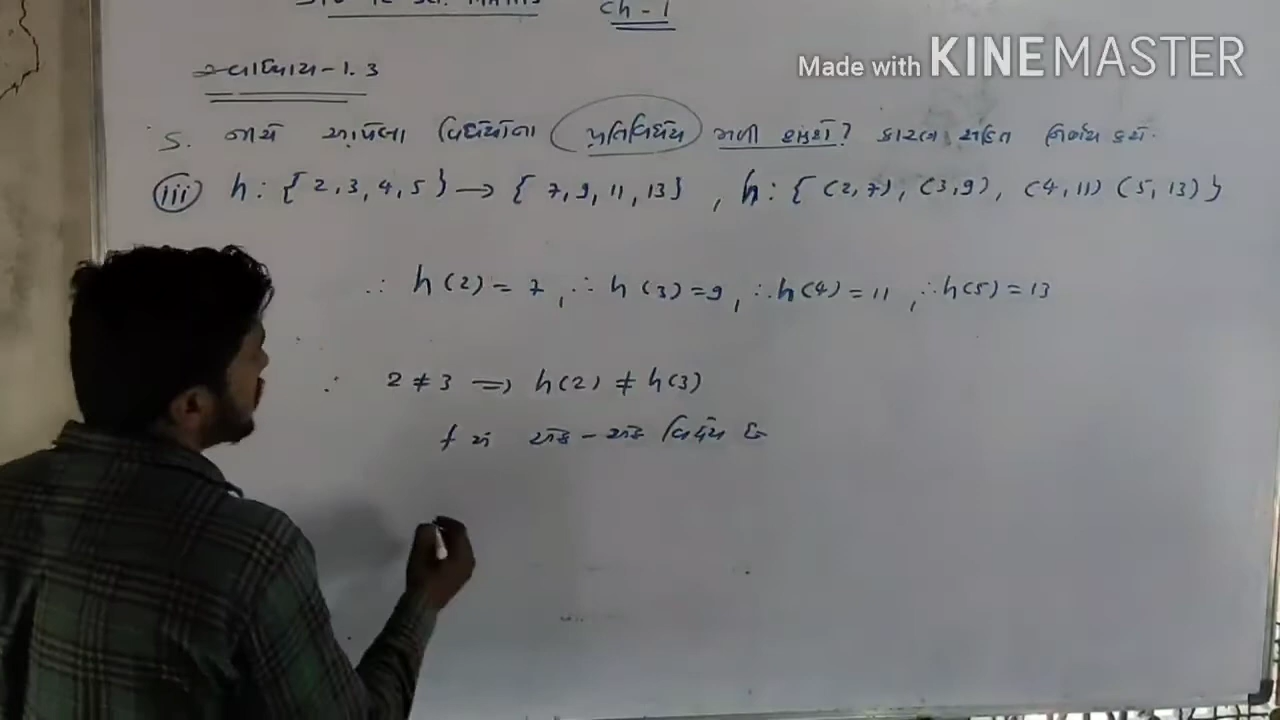 Ch - 1
Made with KINEMASTER
સ્વાધ્યાય - 1.3
5. નીચે આપેલા વિધેયોના પ્રતિવિધેય મળી શકશે? કારણ સહિત નિર્ણય કરો.
(iii) h : { 2, 3, 4, 5 } → { 7, 9, 11, 13 } , h : { (2, 7), (3, 9), (4, 11) (5, 13) }
∴ h(2) = 7 , ∴ h(3) = 9 , ∴ h(4) = 11 , ∴ h(5) = 13
∴ 2 ≠ 3 ⇒ h(2) ≠ h(3)
f એ એક - એક વિધેય છે